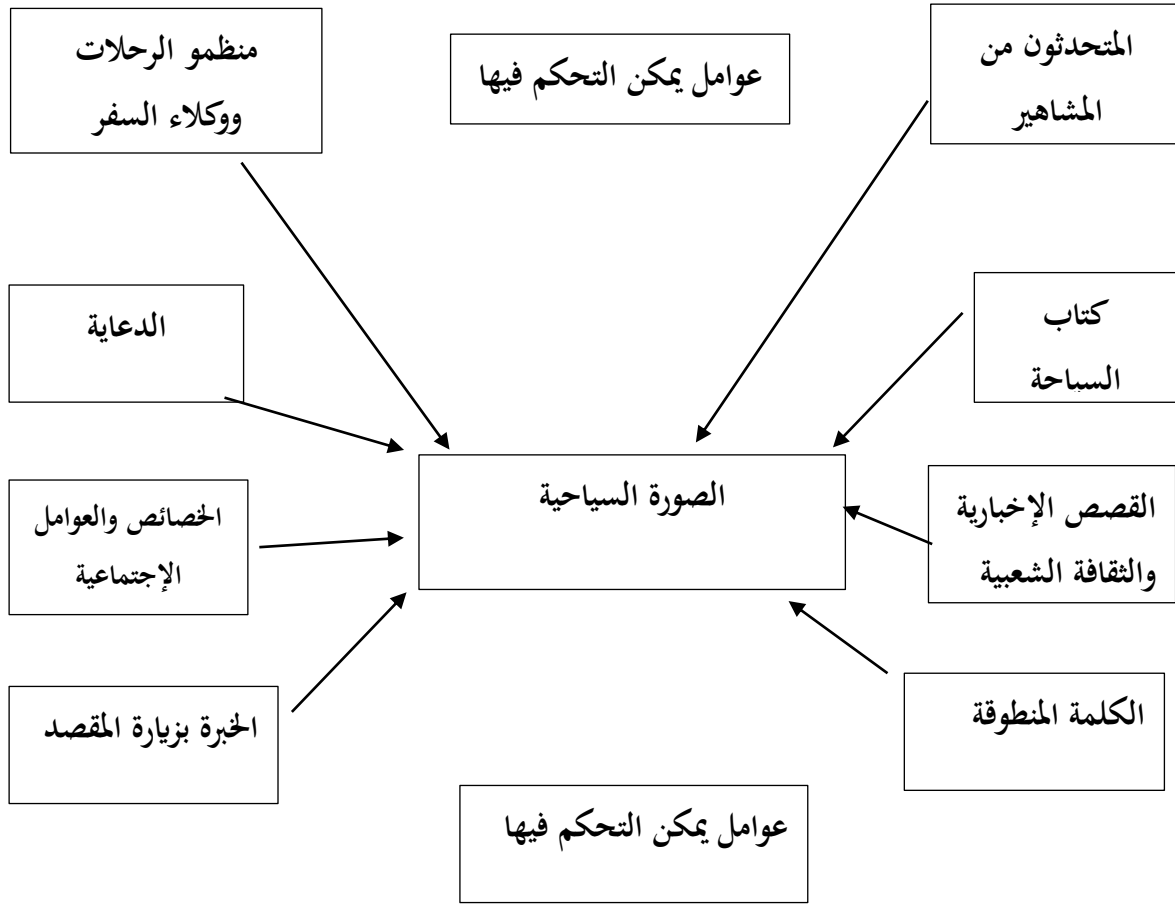 المتحدثون من
المشاهير
عوامل يمكن التحكم فيها
منظمو الرحلات
ووكلاء السفر
كتاب
السياحة
الدعاية
الصورة السياحية
القصص الإخبارية
والثقافة الشعبية
الخصائص والعوامل
الإجتماعية
الكلمة المنطوقة
الخبرة بزيارة المقصد
عوامل يمكن التحكم فيها